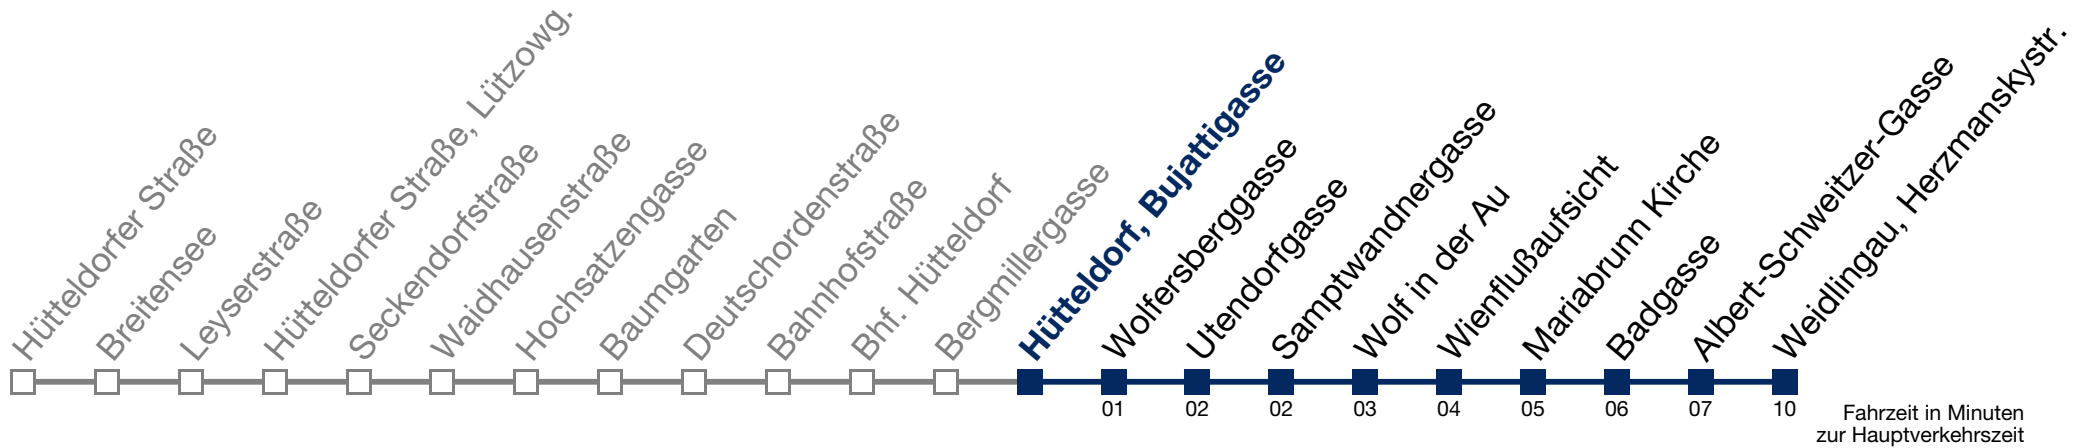 Hütteldorfer Straße
Breitensee
Leyserstraße
Hütteldorfer Straße, Lützowg.
Seckendorfstraße
Waidhausenstraße
Hochsatzengasse
Baumgarten
Deutschordenstraße
Bahnhofstraße
Bhf. Hütteldorf
Bergmillergasse
Hütteldorf, Bujattigasse
Wolfersberggasse
Utendorfgasse
Samptwandnergasse
Wolf in der Au
Wienflußaufsicht
Mariabrunn Kirche
Badgasse
Albert-Schweitzer-Gasse
Weidlingau, Herzmanskystr.
01 02 02 03 04 05 06 07 10
Fahrzeit in Minuten
zur Hauptverkehrszeit